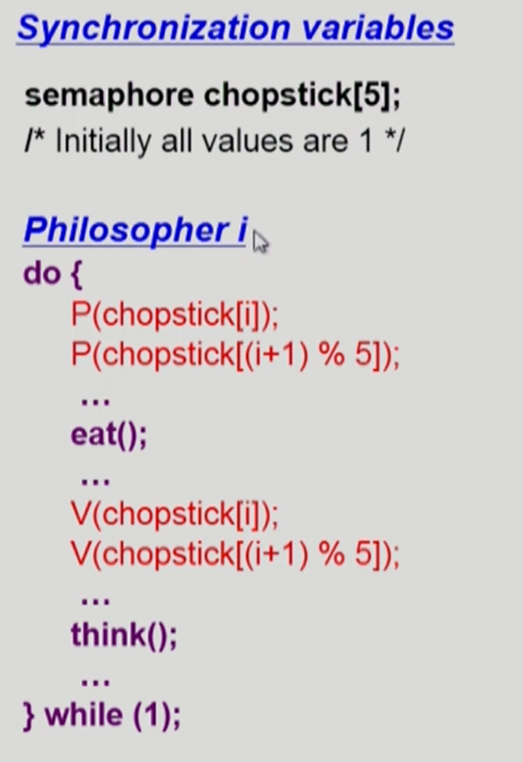 Synchronization variables
semaphore chopstick[5];
/* Initially all values are 1 */
Philosopher i
do {
P(chopstick[i]);
P(chopstick[(i+1) % 5]);
...
eat();
...
V(chopstick[i]);
V(chopstick[(i+1) % 5]);
...
think();
...
} while (1);